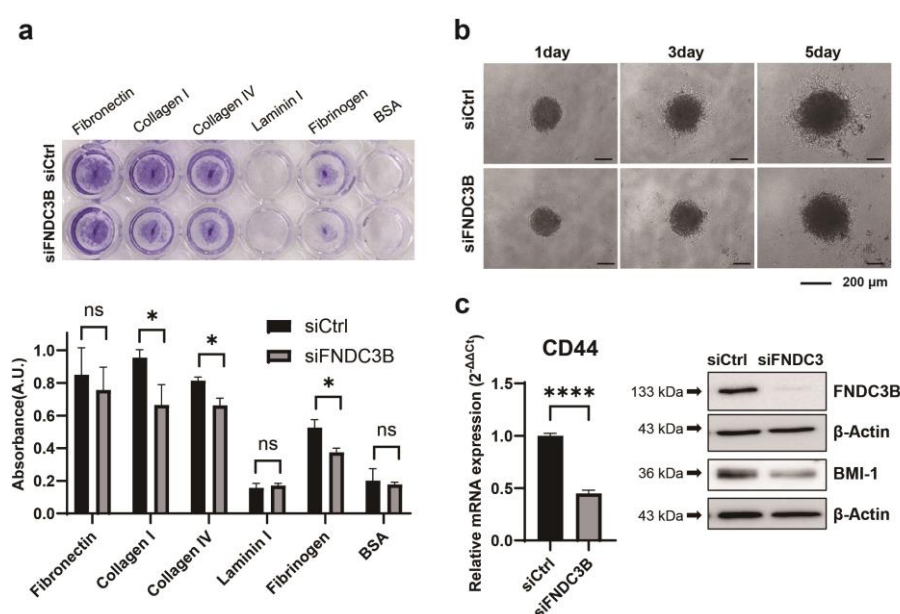 a
Fibronectin
Collagen I
Collagen IV
Laminin I
Fibrinogen
BSA
siCtrl
siFNDC3B
ns
*
*
ns
*
ns
siCtrl
siFNDC3B
Absorbance(A.U.)
1.0
0.8
0.6
0.4
0.2
0.0
Fibronectin
Collagen I
Collagen IV
Laminin I
Fibrinogen
BSA
b
1day 3day 5day
siCtrl
siFNDC3B
200 µm
c
CD44
Relative mRNA expression (2^-ΔΔCt)
****
1.5
1.0
0.5
0.0
siCtrl
siFNDC3B
siCtrl siFNDC3
133 kDa FNDC3B
43 kDa β-Actin
36 kDa BMI-1
43 kDa β-Actin